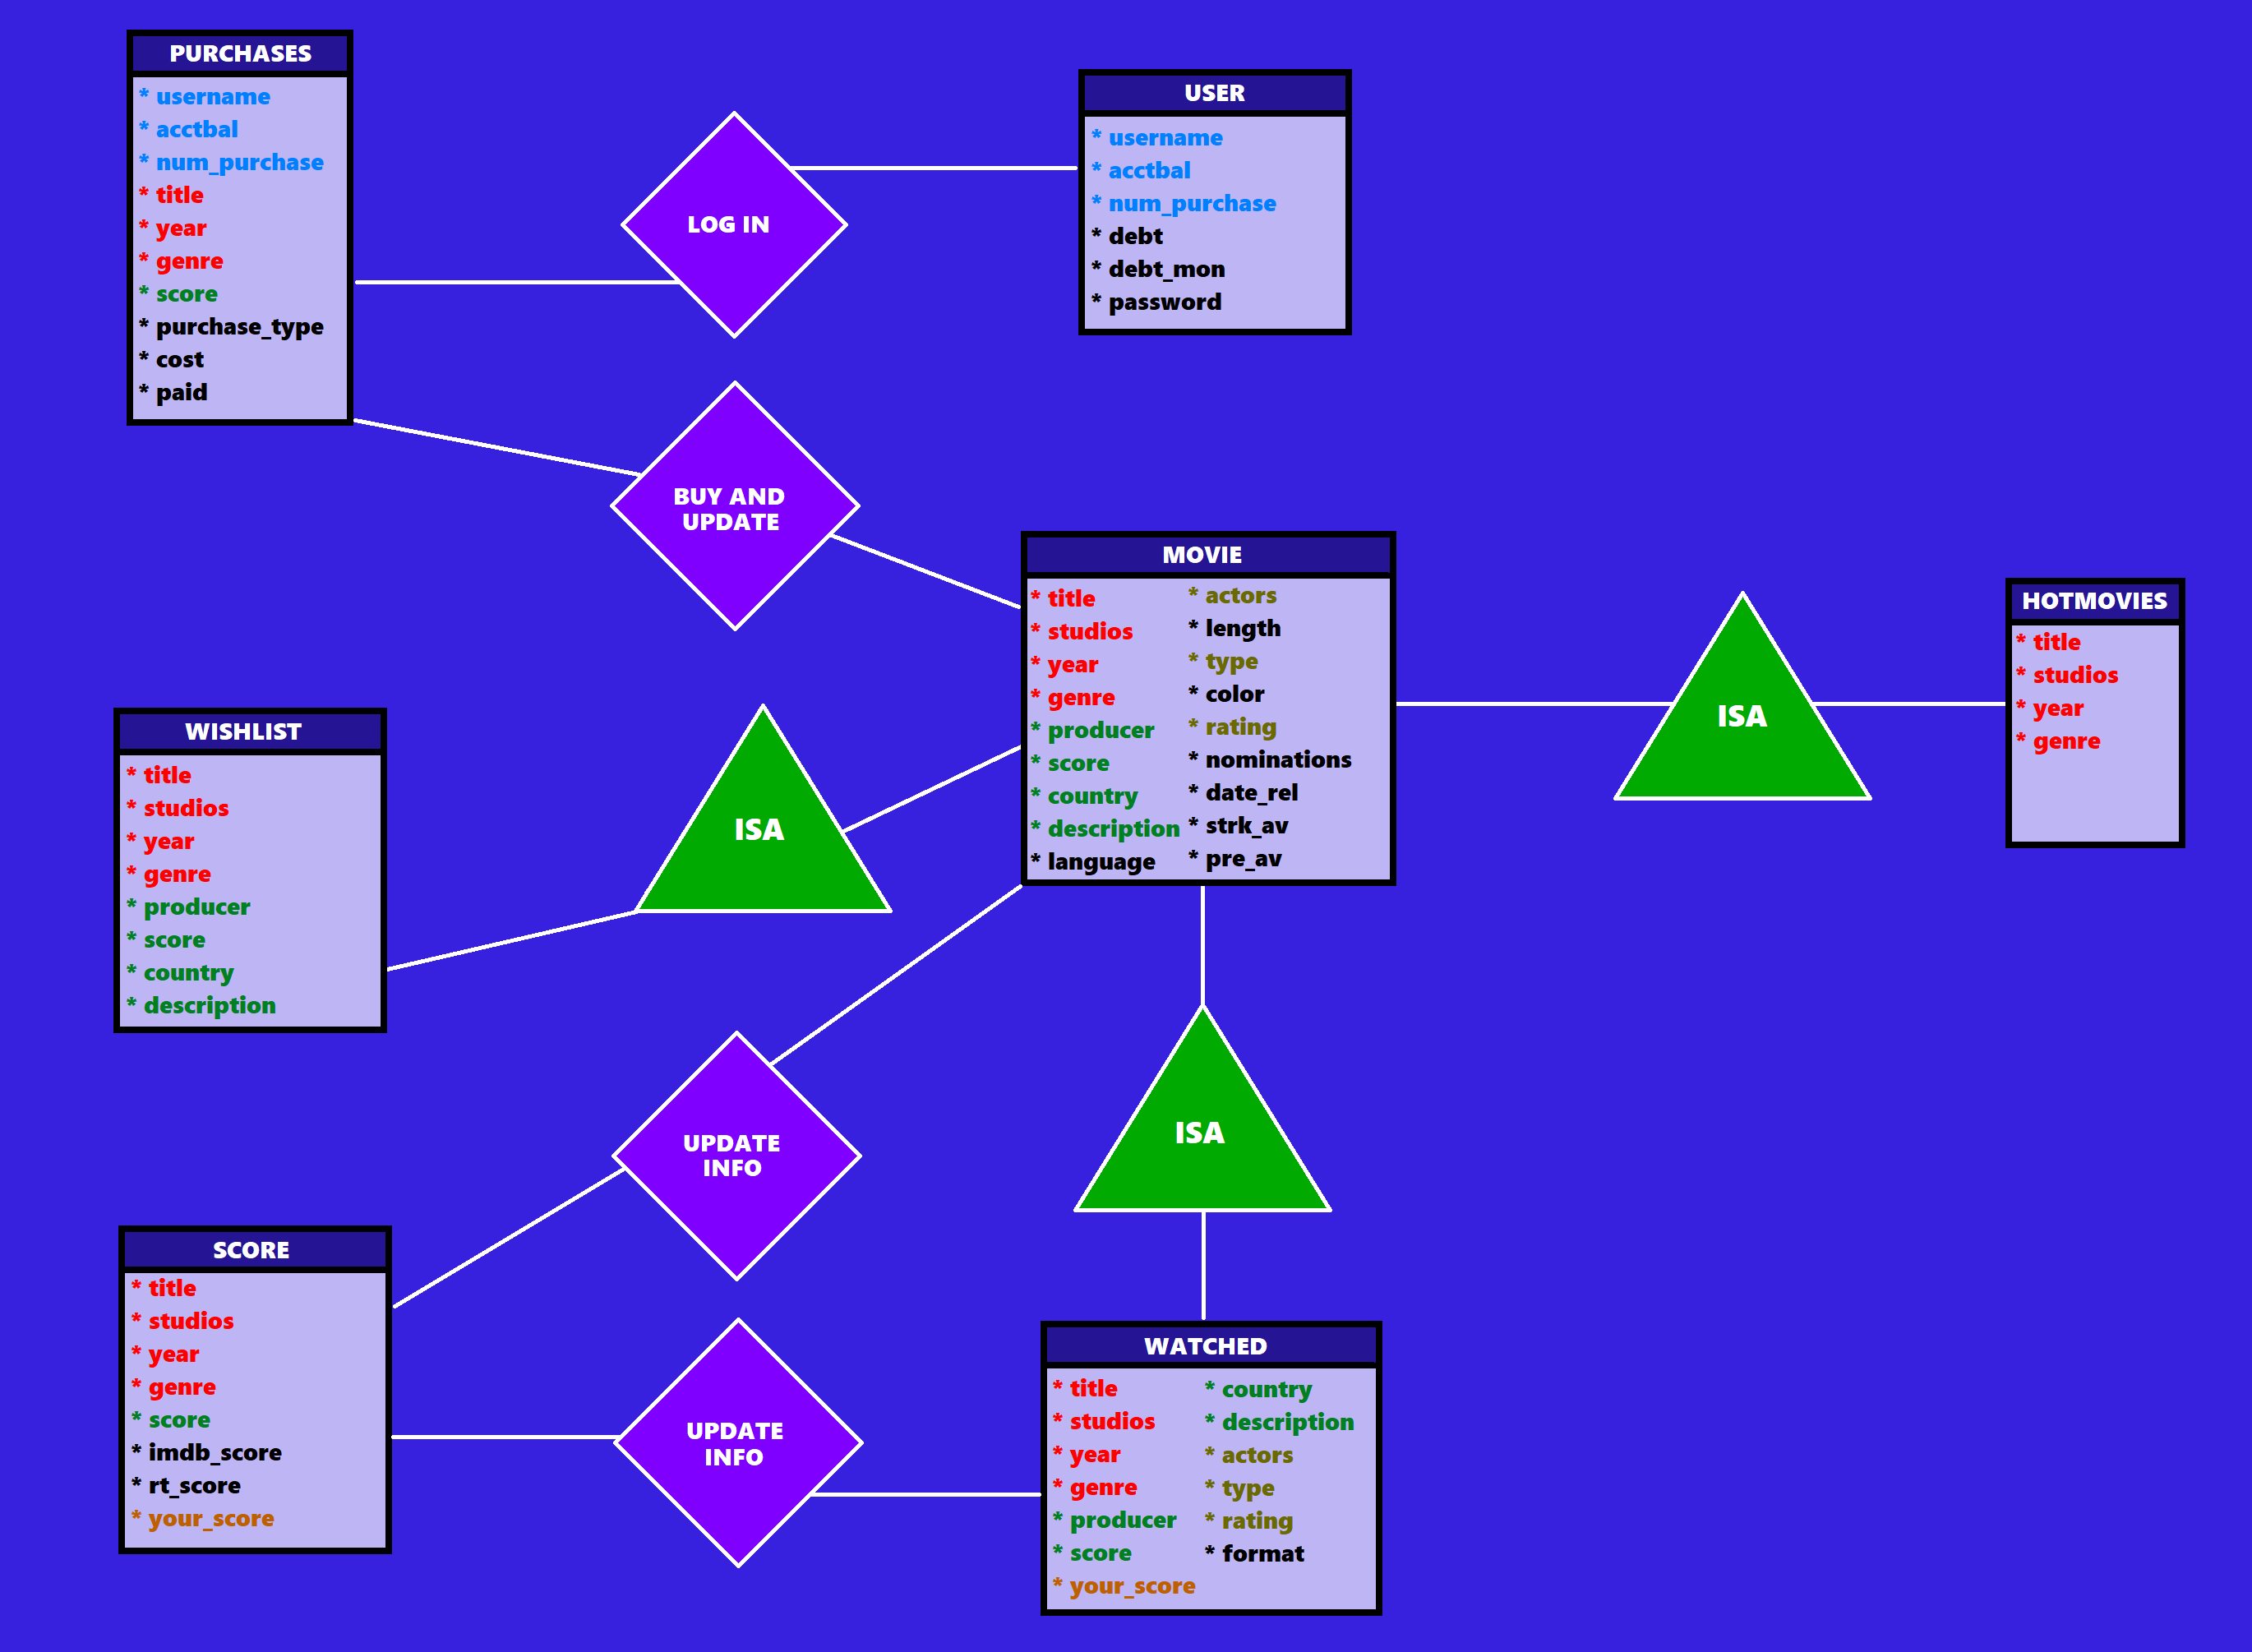 PURCHASES
* username
* acctbal
* num_purchase
* title
* year
* genre
* score
* purchase_type
* cost
* paid
LOG IN
USER
* username
* acctbal
* num_purchase
* debt
* debt_mon
* password
BUY AND
UPDATE
MOVIE
* title
* studios
* year
* genre
* producer
* score
* country
* description
* language
* actors
* length
* type
* color
* rating
* nominations
* date_rel
* strk_av
* pre_av
ISA
HOTMOVIES
* title
* studios
* year
* genre
WISHLIST
* title
* studios
* year
* genre
* producer
* score
* country
* description
ISA
UPDATE
INFO
ISA
SCORE
* title
* studios
* year
* genre
* score
* imdb_score
* rt_score
* your_score
UPDATE
INFO
WATCHED
* title
* studios
* year
* genre
* producer
* score
* your_score
* country
* description
* actors
* type
* rating
* format